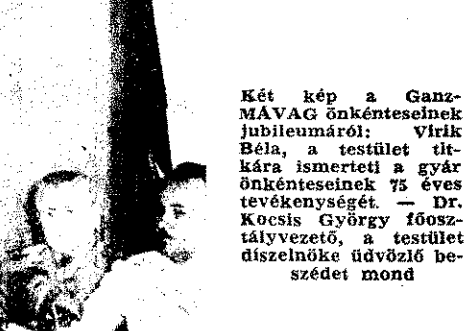 Két kép a Ganz-
MÁVAG önkénteseinek
jubileumáról: Virik
Béla, a testület tit-
kára ismerteti a gyár
önkénteseinek 75 éves
tevékenységét. — Dr.
Kocsis György főosz-
tályvezető, a testület
díszelnöke üdvözlő be-
szédet mond